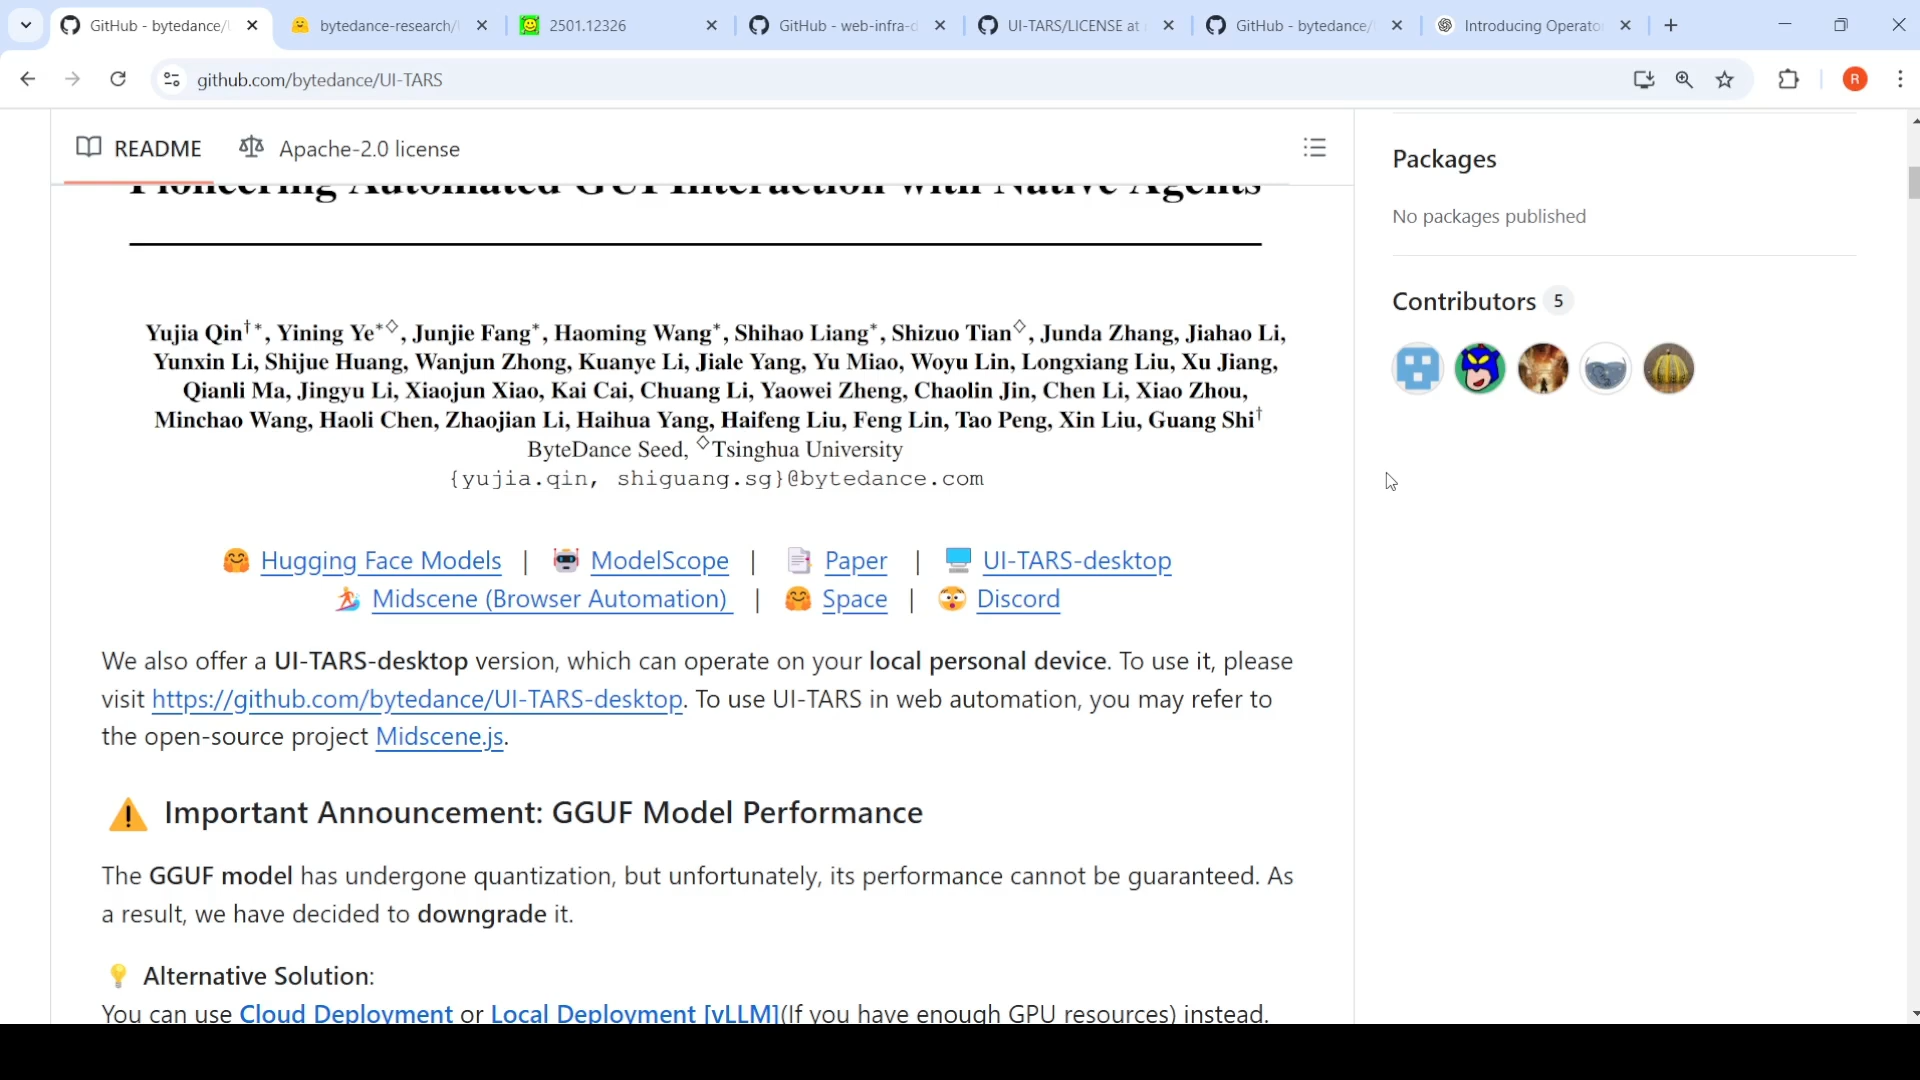 GitHub - bytedance/
bytedance-research/
2501.12326
GitHub - web-infra-d
UI-TARS/LICENSE at
GitHub - bytedance/
Introducing Operato
github.com/bytedance/UI-TARS
R
README
Apache-2.0 license
Pioneering Automated GUI Interaction with Native Agents
Yujia Qin†*, Yining Ye*◇, Junjie Fang*, Haoming Wang*, Shihao Liang*, Shizuo Tian◇, Junda Zhang, Jiahao Li,
Yunxin Li, Shijue Huang, Wanjun Zhong, Kuanye Li, Jiale Yang, Yu Miao, Woyu Lin, Longxiang Liu, Xu Jiang,
Qianli Ma, Jingyu Li, Xiaojun Xiao, Kai Cai, Chuang Li, Yaowei Zheng, Chaolin Jin, Chen Li, Xiao Zhou,
Minchao Wang, Haoli Chen, Zhaojian Li, Haihua Yang, Haifeng Liu, Feng Lin, Tao Peng, Xin Liu, Guang Shi†
ByteDance Seed, ◇Tsinghua University
{yujia.qin, shiguang.sg}@bytedance.com
🤗 Hugging Face Models | 🤖 ModelScope | 📑 Paper | 🖥️ UI-TARS-desktop
🏄 Midscene (Browser Automation) | 🤗 Space | 🤯 Discord
We also offer a UI-TARS-desktop version, which can operate on your local personal device. To use it, please
visit https://github.com/bytedance/UI-TARS-desktop. To use UI-TARS in web automation, you may refer to
the open-source project Midscene.js.
⚠️ Important Announcement: GGUF Model Performance
The GGUF model has undergone quantization, but unfortunately, its performance cannot be guaranteed. As
a result, we have decided to downgrade it.
💡 Alternative Solution:
You can use Cloud Deployment or Local Deployment [vLLM](If you have enough GPU resources) instead.
Packages
No packages published
Contributors 5